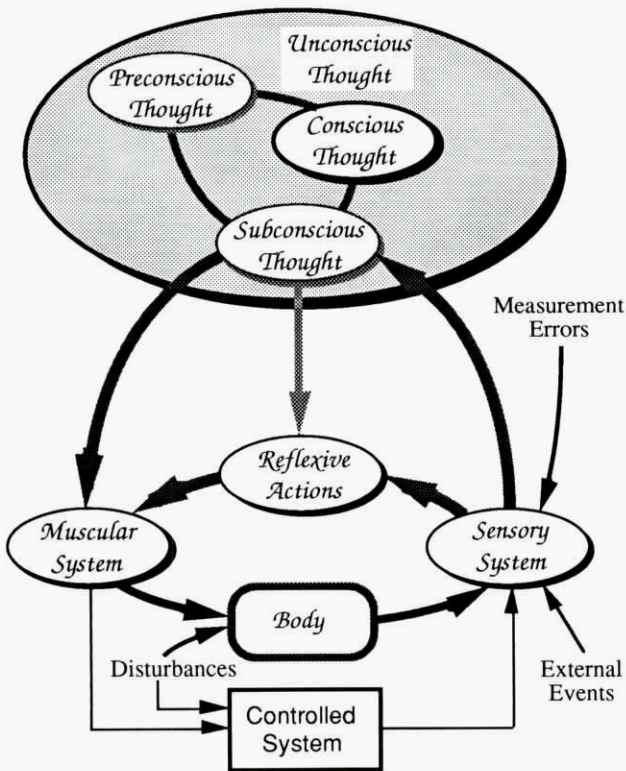 Unconscious
Thought
Preconscious
Thought
Conscious
Thought
Subconscious
Thought
Measurement
Errors
Reflexive
Actions
Muscular
System
Sensory
System
Body
Disturbances
External
Events
Controlled
System